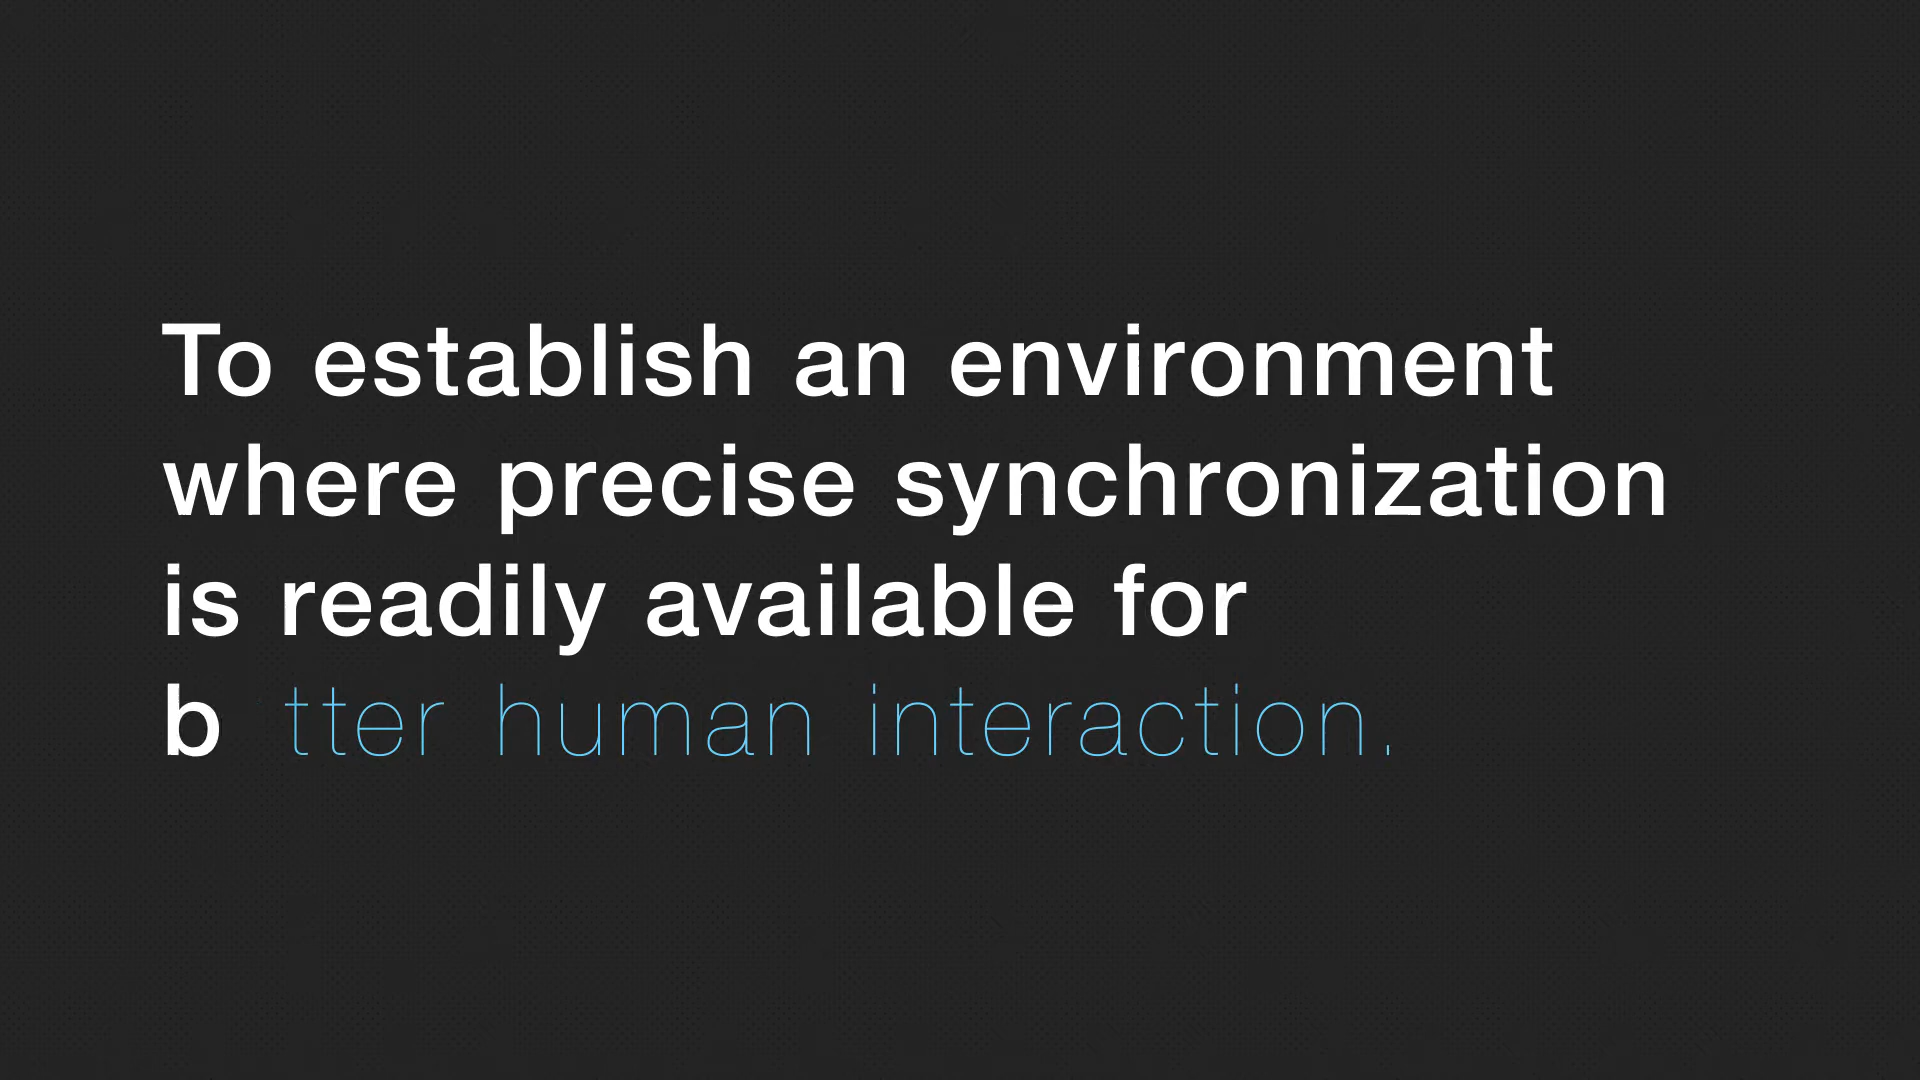 To establish an environment
where precise synchronization
is readily available for
b tter human interaction.